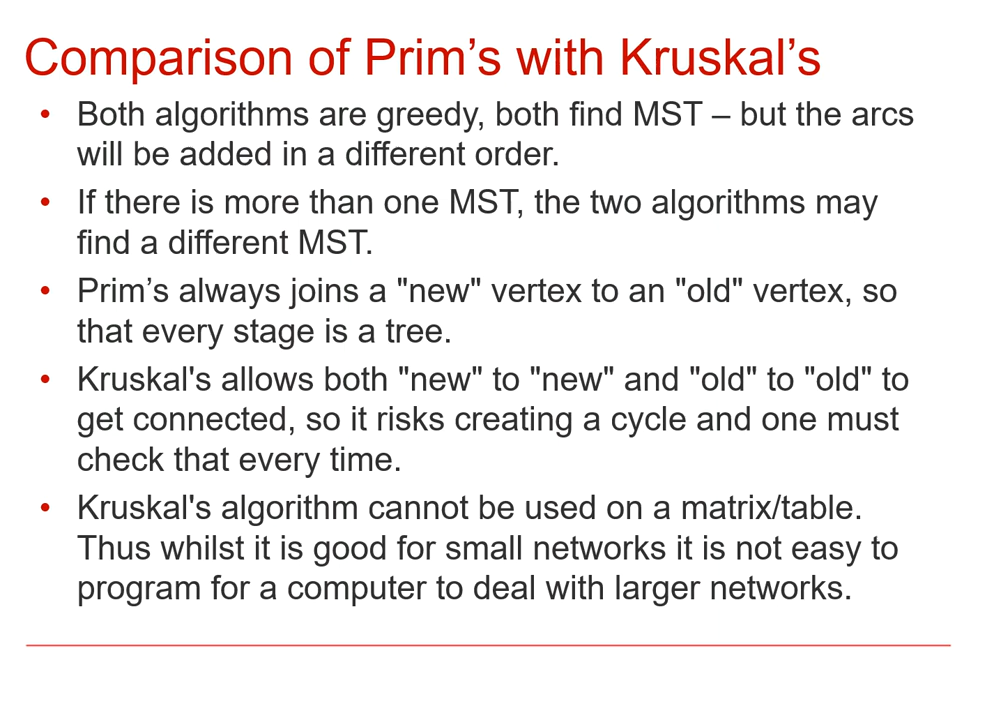 Comparison of Prim’s with Kruskal’s
• Both algorithms are greedy, both find MST – but the arcs
will be added in a different order.
• If there is more than one MST, the two algorithms may
find a different MST.
• Prim’s always joins a "new" vertex to an "old" vertex, so
that every stage is a tree.
• Kruskal's allows both "new" to "new" and "old" to "old" to
get connected, so it risks creating a cycle and one must
check that every time.
• Kruskal's algorithm cannot be used on a matrix/table.
Thus whilst it is good for small networks it is not easy to
program for a computer to deal with larger networks.